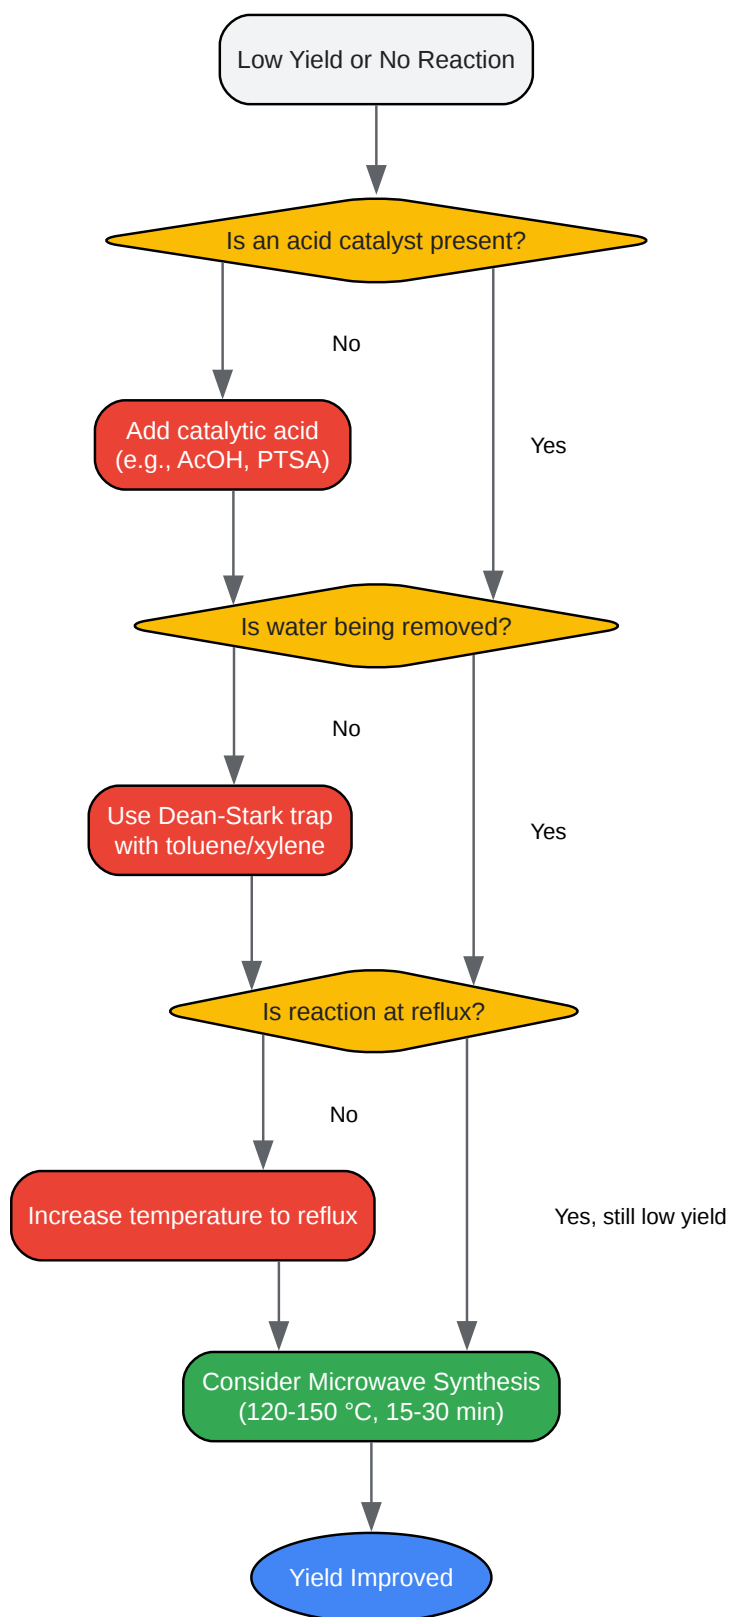 Low Yield or No Reaction
Is an acid catalyst present?
No
Add catalytic acid
(e.g., AcOH, PTSA)
Yes
Is water being removed?
No
Use Dean-Stark trap
with toluene/xylene
Yes
Is reaction at reflux?
No
Increase temperature to reflux
Yes, still low yield
Consider Microwave Synthesis
(120-150 °C, 15-30 min)
Yield Improved